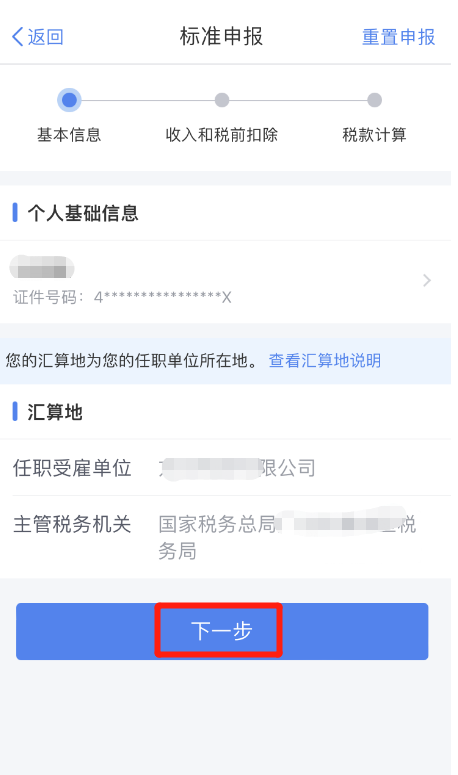 返回
标准申报
重置申报
基本信息
收入和税前扣除
税款计算
个人基础信息
证件号码：4****************X
您的汇算地为您的任职单位所在地。 查看汇算地说明
汇算地
任职受雇单位
限公司
主管税务机关
国家税务总局
税
务局
下一步